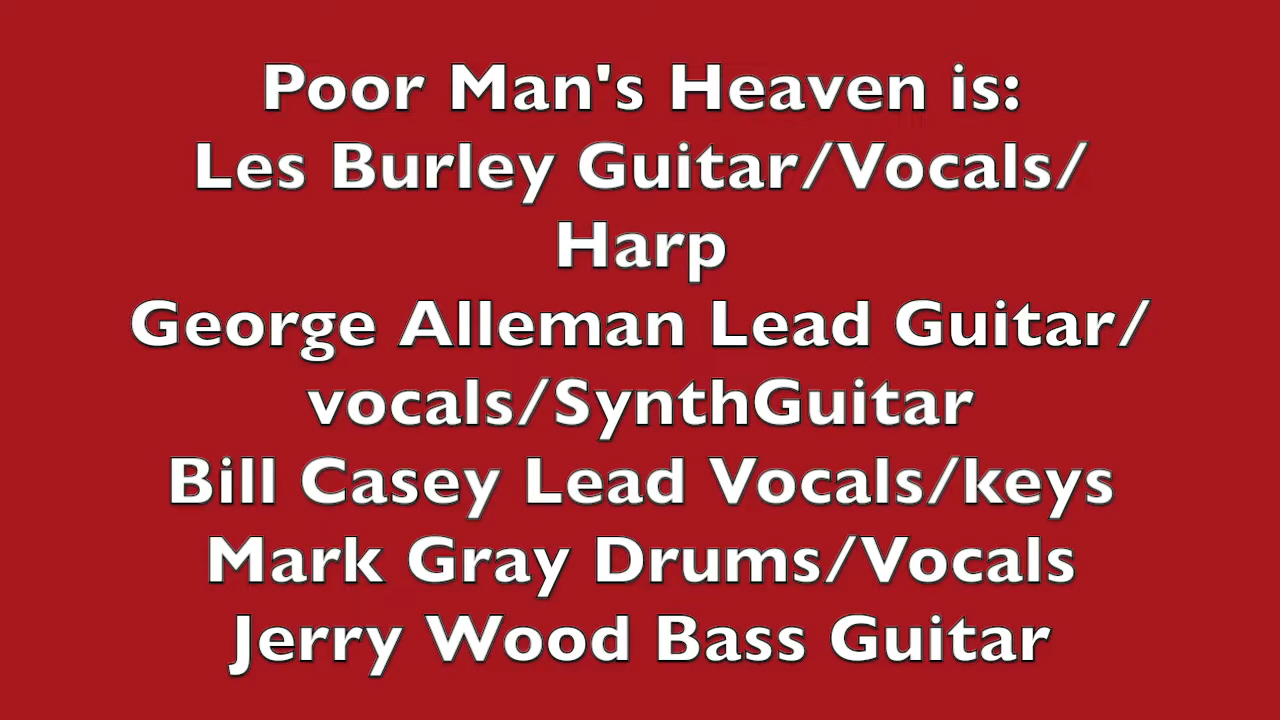 Poor Man's Heaven is:
Les Burley Guitar/Vocals/
Harp
George Alleman Lead Guitar/
vocals/SynthGuitar
Bill Casey Lead Vocals/keys
Mark Gray Drums/Vocals
Jerry Wood Bass Guitar